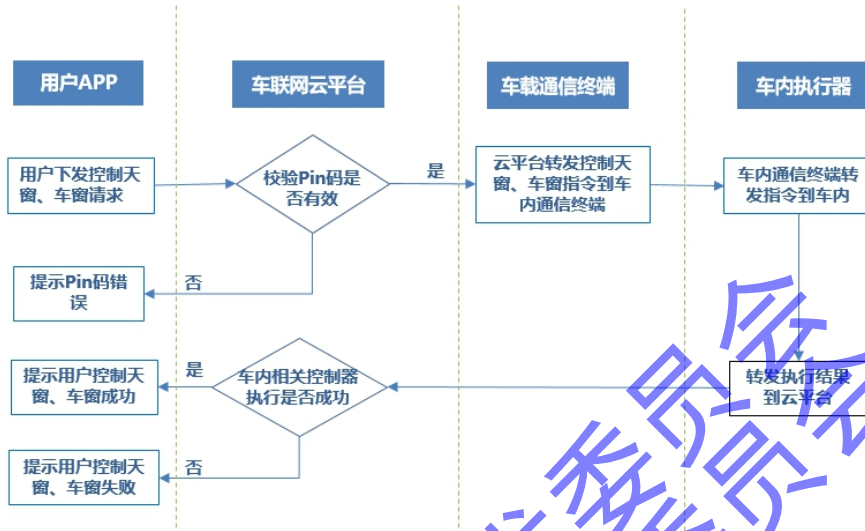 用户APP
车联网云平台
车载通信终端
车内执行器
用户下发控制天
窗、车窗请求
校验Pin码是
否有效
是
云平台转发控制天
窗、车窗指令到车
内通信终端
车内通信终端转
发指令到车内
否
提示Pin码错
误
提示用户控制天
窗、车窗成功
是
车内相关控制器
执行是否成功
转发执行结果
到云平台
否
提示用户控制天
窗、车窗失败
委员会
委员会